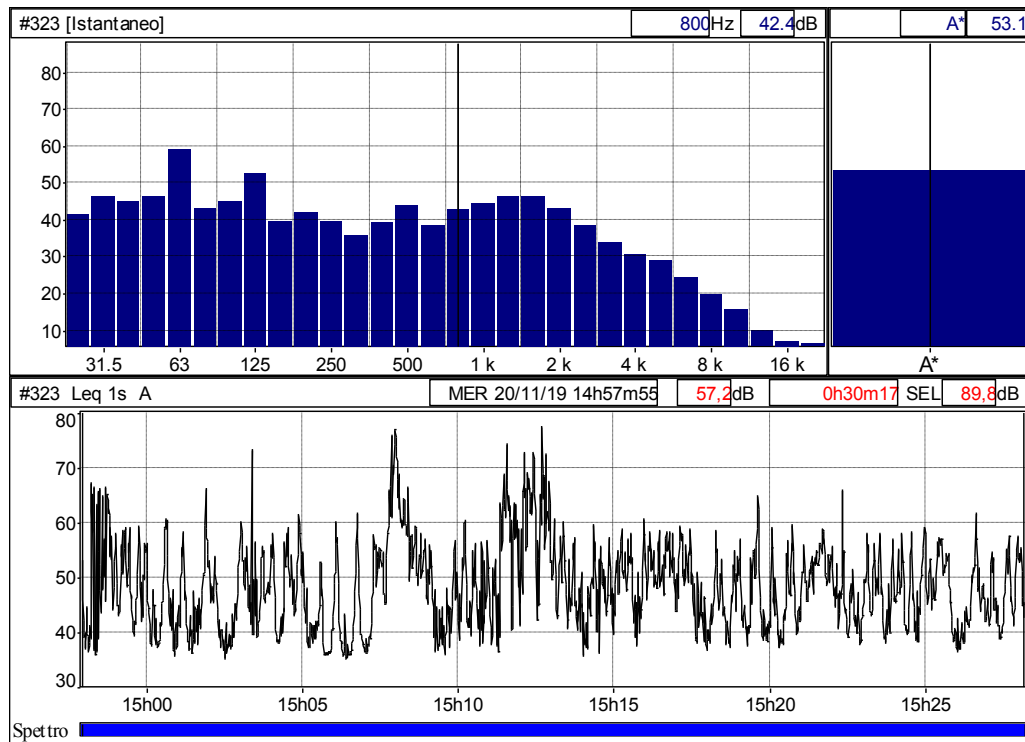 #323 [Istantaneo] 800Hz 42.4dB A* 53.1
80
70
60
50
40
30
20
10
31.5 63 125 250 500 1 k 2 k 4 k 8 k 16 k A*
#323 Leq 1s A MER 20/11/19 14h57m55 57,2dB 0h30m17 SEL 89,8dB
80
70
60
50
40
30
15h00 15h05 15h10 15h15 15h20 15h25
Spettro